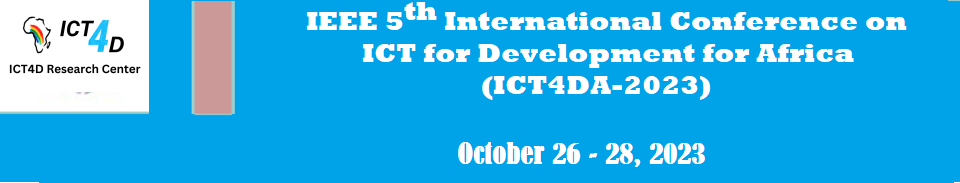 ICT4D
ICT4D Research Center
IEEE 5th International Conference on
ICT for Development for Africa
(ICT4DA-2023)
October 26 - 28, 2023